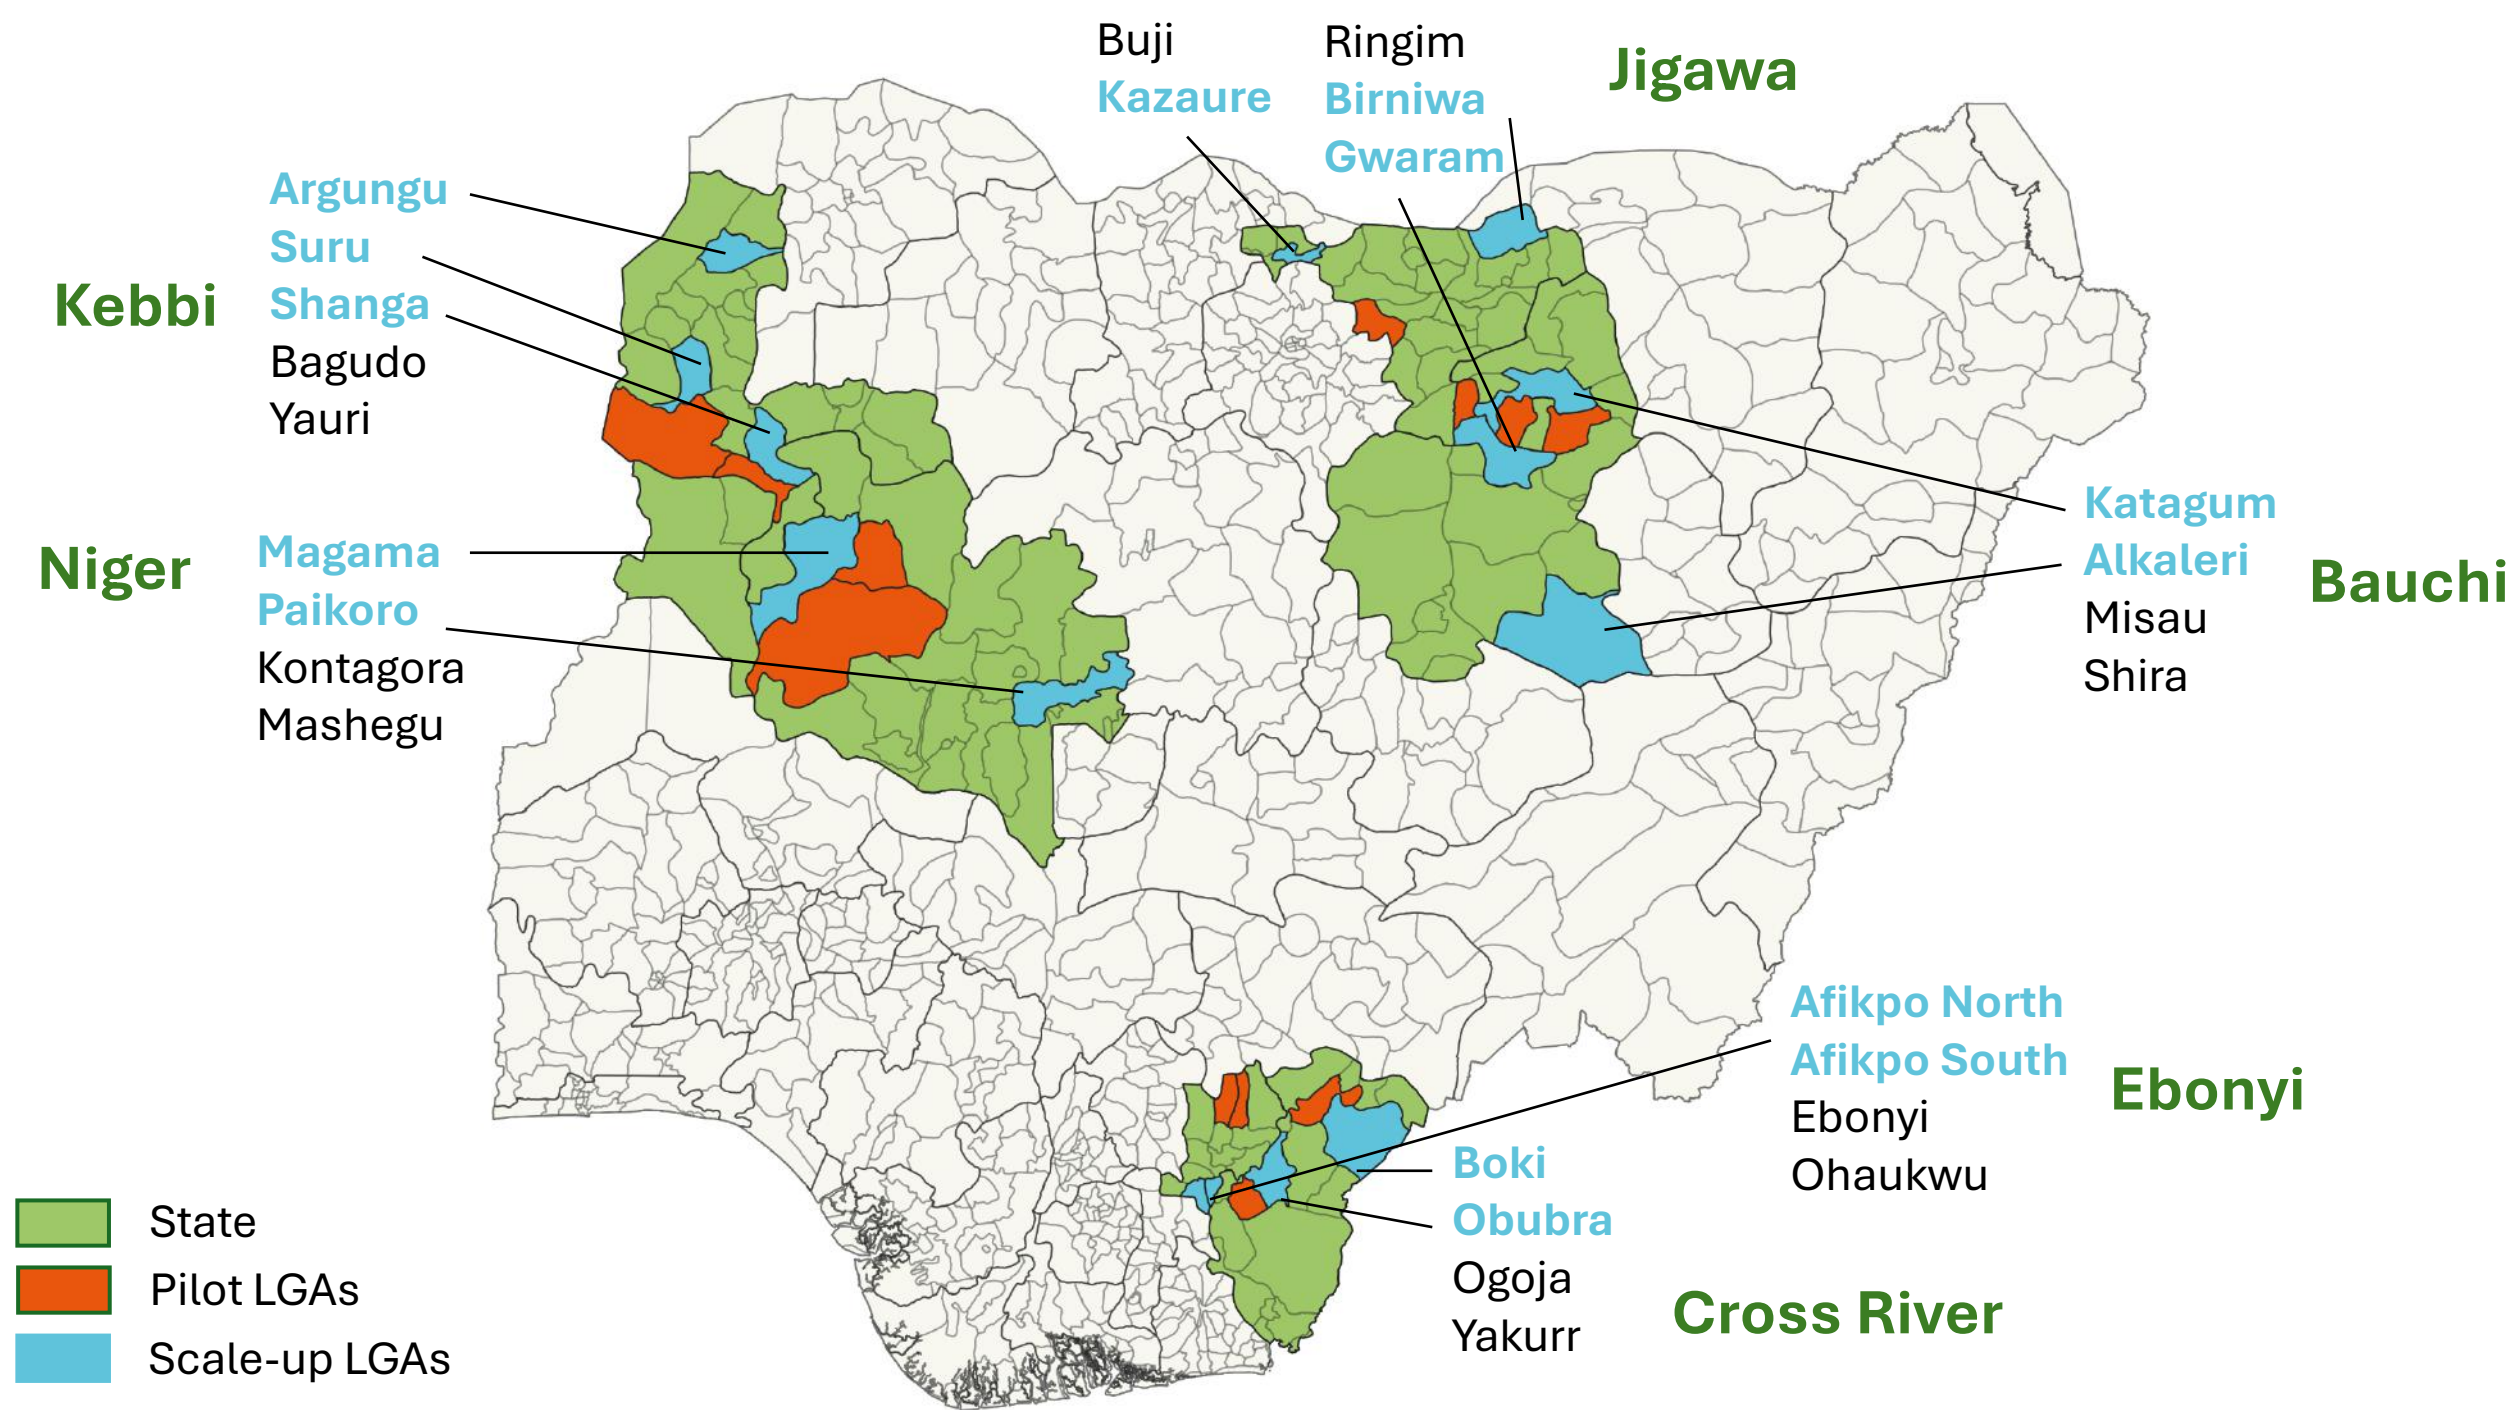 Buji
Kazaure
Ringim
Birniwa
Gwaram
Jigawa
Kebbi
Argungu
Suru
Shanga
Bagudo
Yauri
Niger
Magama
Paikoro
Kontagora
Mashegu
Katagum
Alkaleri
Misau
Shira
Bauchi
Afikpo North
Afikpo South
Ebonyi
Ohaukwu
Ebonyi
Boki
Obubra
Ogoja
Yakurr
Cross River
State
Pilot LGAs
Scale-up LGAs